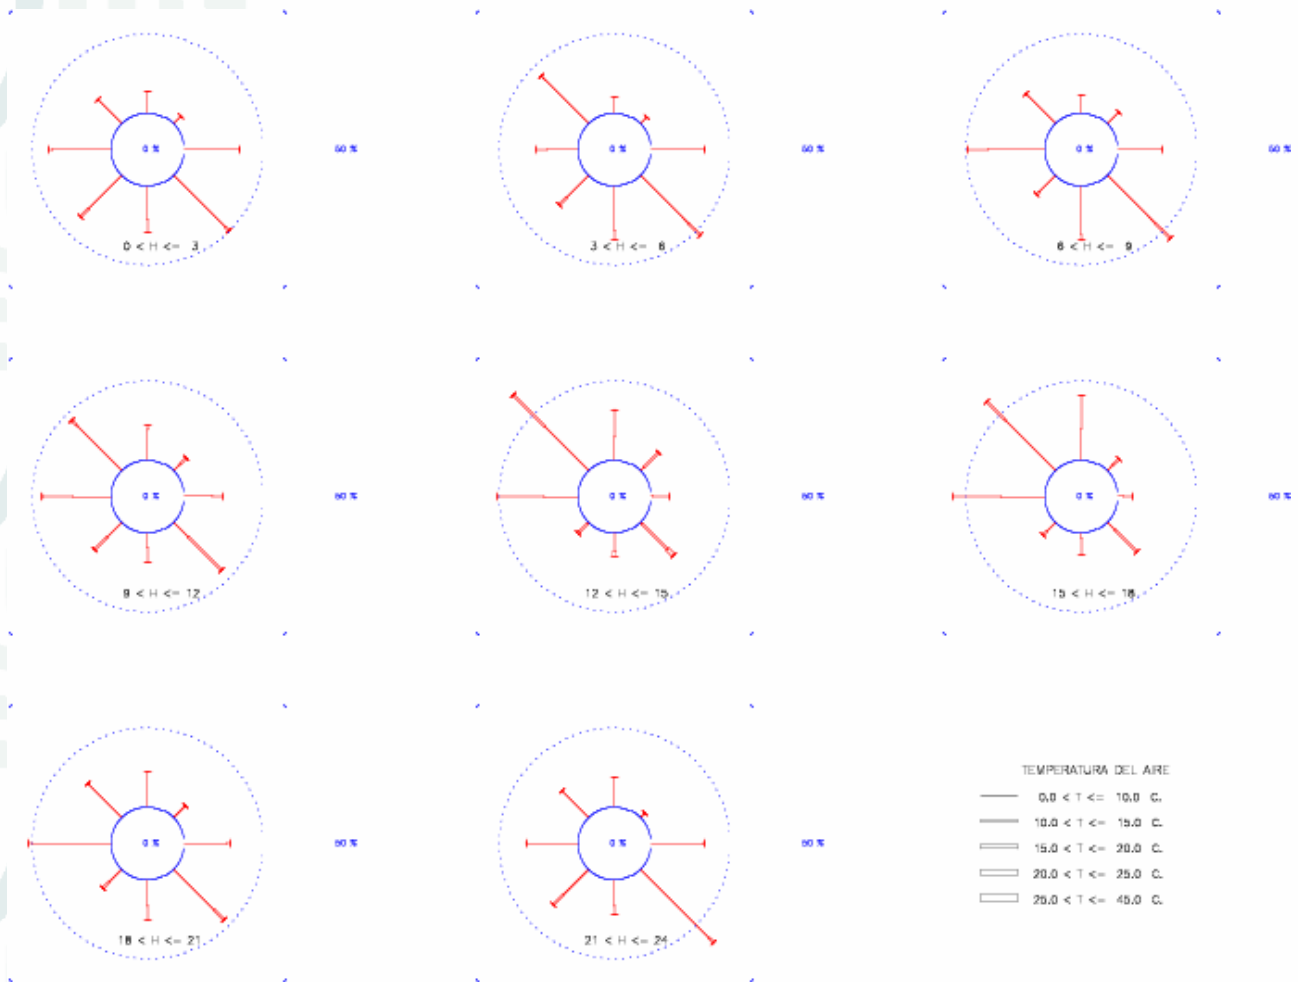 0 %
50 %
0 < H <= 3
0 %
50 %
3 < H <= 6
0 %
50 %
6 < H <= 9
0 %
50 %
9 < H <= 12
0 %
50 %
12 < H <= 15
0 %
50 %
15 < H <= 18
0 %
50 %
18 < H <= 21
0 %
50 %
21 < H <= 24
TEMPERATURA DEL AIRE
0.0 < T <= 10.0 C.
10.0 < T <= 15.0 C.
15.0 < T <= 20.0 C.
20.0 < T <= 25.0 C.
25.0 < T <= 45.0 C.